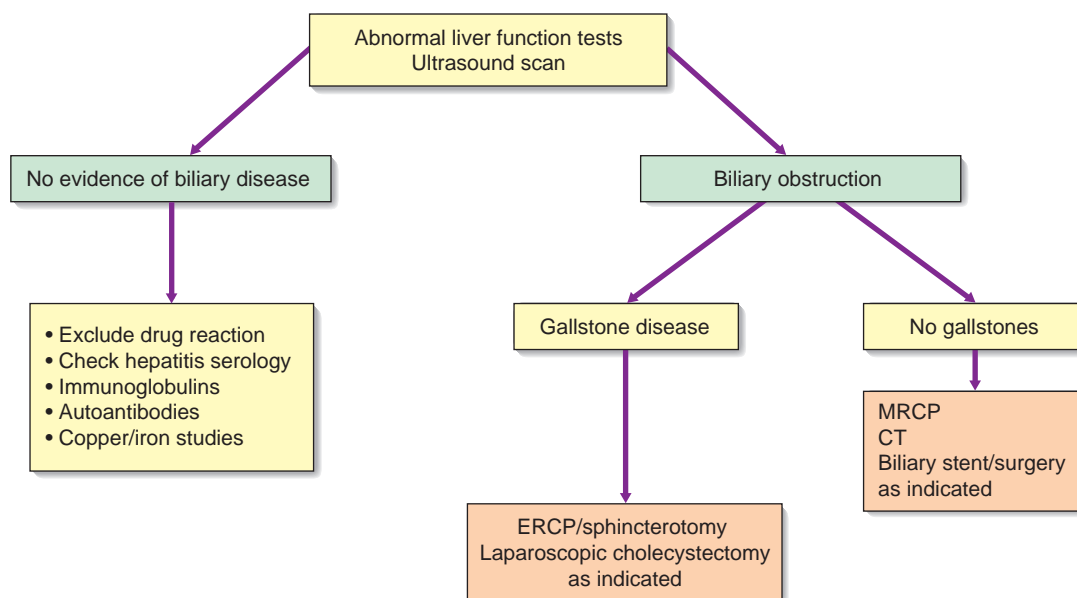 Abnormal liver function tests
Ultrasound scan
No evidence of biliary disease
Biliary obstruction
• Exclude drug reaction
• Check hepatitis serology
• Immunoglobulins
• Autoantibodies
• Copper/iron studies
Gallstone disease
No gallstones
MRCP
CT
Biliary stent/surgery
as indicated
ERCP/sphincterotomy
Laparoscopic cholecystectomy
as indicated